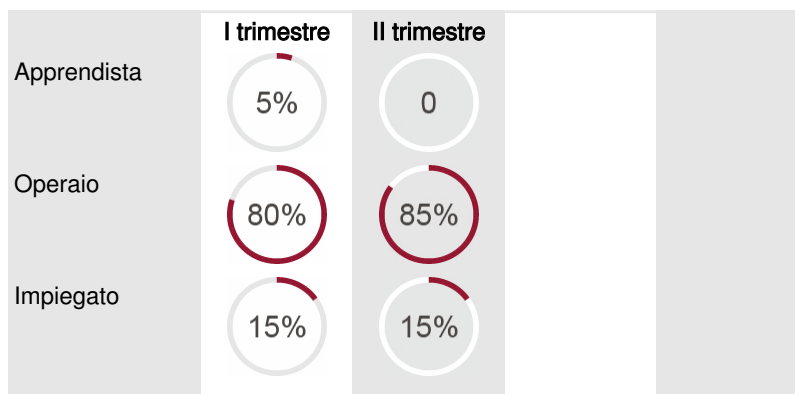 I trimestre II trimestre
Apprendista 5% 0
Operaio 80% 85%
Impiegato 15% 15%